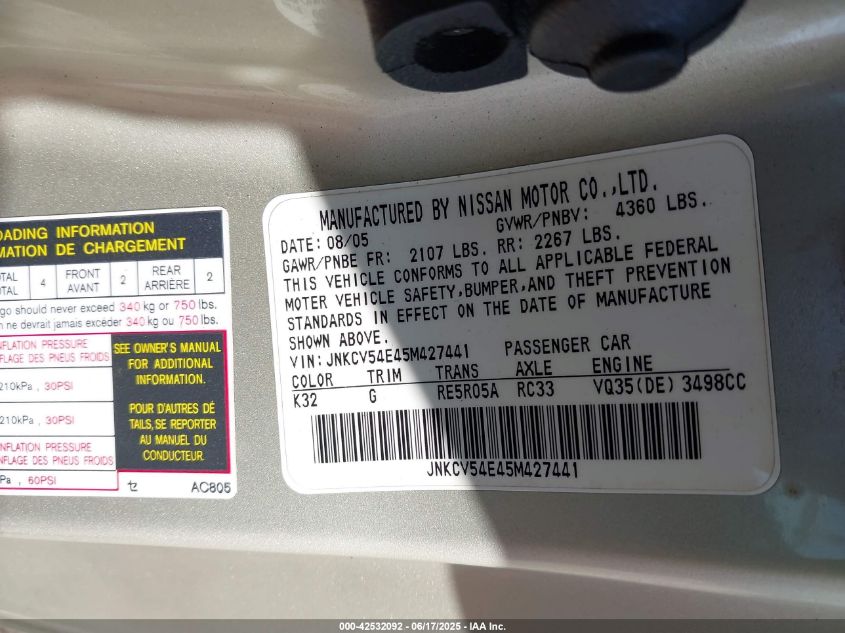 OADING INFORMATION
MATION DE CHARGEMENT
TAL
TAL
4
FRONT
AVANT
2
REAR
ARRIÈRE
2
go should never exceed 340 kg or 750 lbs.
n ne devrait jamais excéder 340 kg ou 750 lbs.
NFLATION PRESSURE
FLAGE DES PNEUS FROIDS
210kPa , 30PSI
210kPa , 30PSI
NFLATION PRESSURE
NFLAGE DES PNEUS FROIDS
Pa , 60PSI
SEE OWNER'S MANUAL
FOR ADDITIONAL
INFORMATION.
POUR D'AUTRES DÉ
TAILS, SE REPORTER
AU MANUEL DU
CONDUCTEUR.
tz AC805
MANUFACTURED BY NISSAN MOTOR CO.,LTD.
DATE: 08/05 GVWR/PNBV: 4360 LBS.
GAWR/PNBE FR: 2107 LBS. RR: 2267 LBS.
THIS VEHICLE CONFORMS TO ALL APPLICABLE FEDERAL
MOTOR VEHICLE SAFETY,BUMPER,AND THEFT PREVENTION
STANDARDS IN EFFECT ON THE DATE OF MANUFACTURE
SHOWN ABOVE.
VIN: JNKCV54E45M427441 PASSENGER CAR
COLOR TRIM TRANS AXLE ENGINE
K32 G RE5R05A RC33 VQ35(DE) 3498CC
JNKCV54E45M427441
000-42532092 - 06/17/2025 - IAA, Inc.